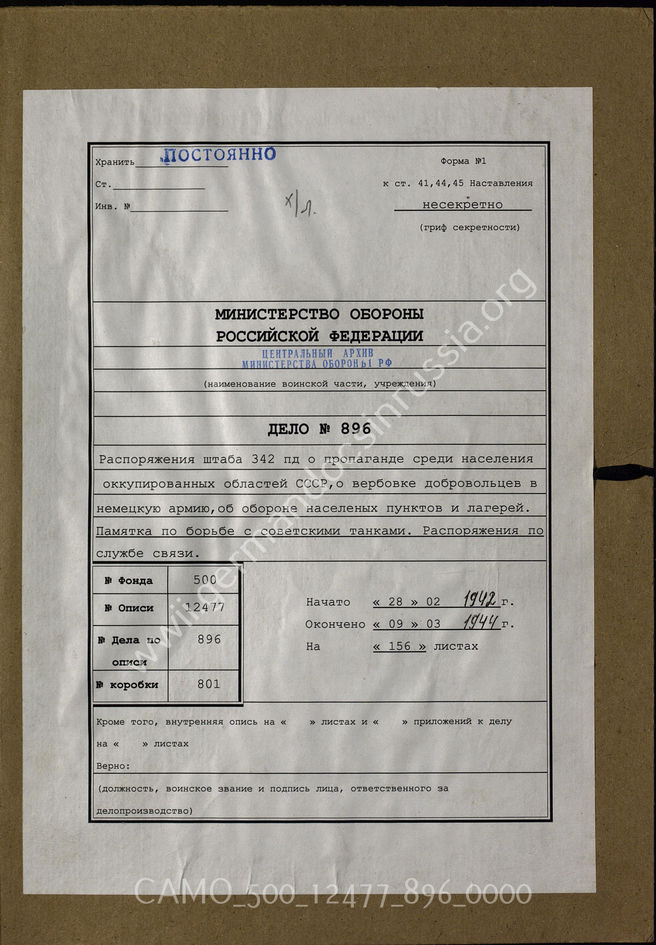 Хранить ПОСТОЯННО
Форма №1
Ст.
к ст. 41,44,45 Наставления
Инв. №
несекретно
(гриф секретности)
МИНИСТЕРСТВО ОБОРОНЫ
РОССИЙСКОЙ ФЕДЕРАЦИИ
ЦЕНТРАЛЬНЫЙ АРХИВ
МИНИСТЕРСТВА ОБОРОНЫ РФ
(наименование воинской части, учреждения)
ДЕЛО № 896
Распоряжения штаба 342 пд о пропаганде среди населения
оккупированных областей СССР,о вербовке добровольцев в
немецкую армию,об обороне населеных пунктов и лагерей.
Памятка по борьбе с советскими танками. Распоряжения по
службе связи.
№ Фонда 500
№ Описи 12477
№ Дела по описи 896
№ коробки 801
Начато « 28 » 02 1942 г.
Окончено « 09 » 03 1944 г.
На « 156 » листах
Кроме того, внутренняя опись на « » листах и « » приложений к делу
на « » листах
Верно:
(должность, воинское звание и подпись лица, ответственного за
делопроизводство)
www.germandocsinrussia.org
CAMO_500_12477_896_0000